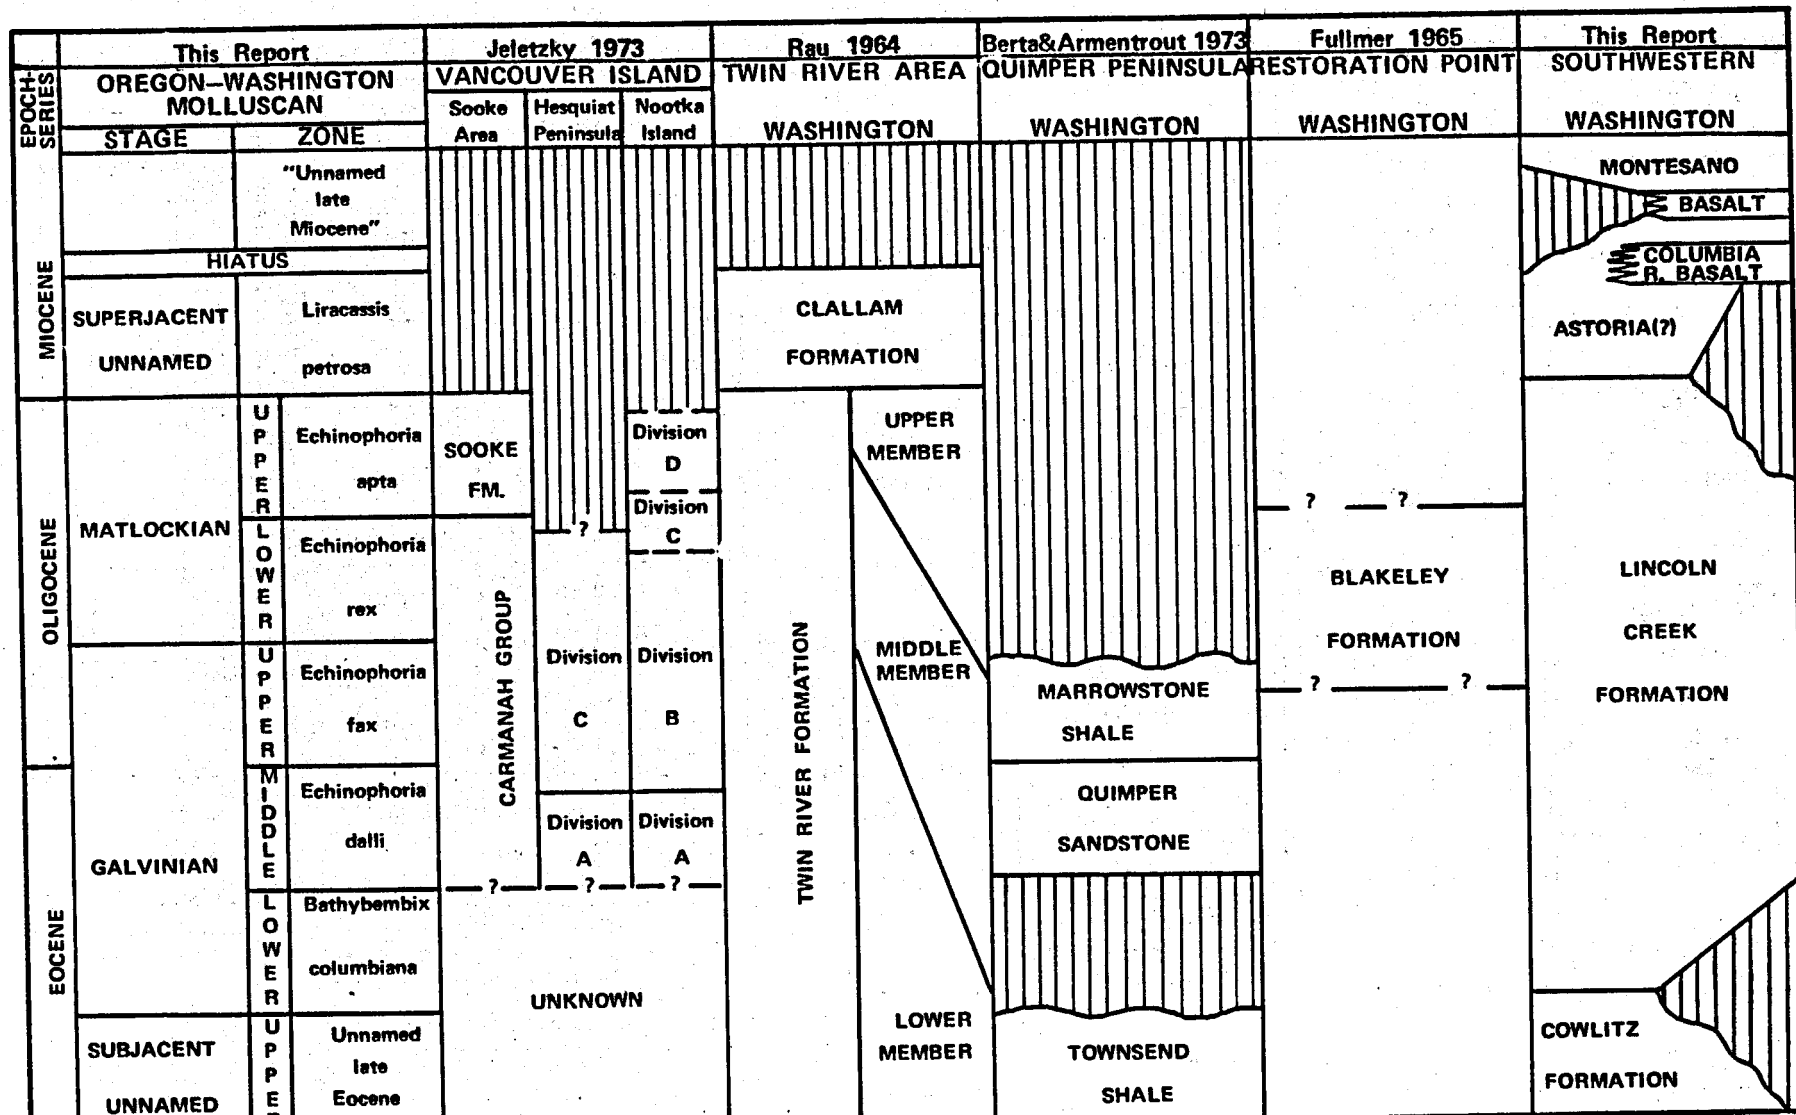 This Report
Jeletzky 1973
Rau 1964
Berta&Armentrout 1973
Fullmer 1965
This Report
EPOCH-
SERIES
OREGON—WASHINGTON
MOLLUSCAN
STAGE
ZONE
VANCOUVER ISLAND
Sooke
Area
Hesquiat
Peninsula
Nootka
Island
TWIN RIVER AREA
WASHINGTON
QUIMPER PENINSULA
WASHINGTON
RESTORATION POINT
WASHINGTON
SOUTHWESTERN
WASHINGTON
MIOCENE
OLIGOCENE
EOCENE
"Unnamed
late
Miocene"
HIATUS
SUPERJACENT
UNNAMED
Liracassis
petrosa
MATLOCKIAN
UPPER
Echinophoria
apta
LOWER
Echinophoria
rex
GALVINIAN
UPPER
Echinophoria
fax
MIDDLE
Echinophoria
dalli
LOWER
Bathybembix
columbiana
SUBJACENT
UNNAMED
UPPE
Unnamed
late
Eocene
SOOKE
FM.
CARMANAH GROUP
?
Division
C
Division
A
Division
D
Division
C
Division
B
Division
A
? ? ?
UNKNOWN
CLALLAM
FORMATION
TWIN RIVER FORMATION
UPPER
MEMBER
MIDDLE
MEMBER
LOWER
MEMBER
MARROWSTONE
SHALE
QUIMPER
SANDSTONE
TOWNSEND
SHALE
? ?
BLAKELEY
FORMATION
? ?
MONTESANO
BASALT
COLUMBIA
R. BASALT
ASTORIA(?)
LINCOLN
CREEK
FORMATION
COWLITZ
FORMATION